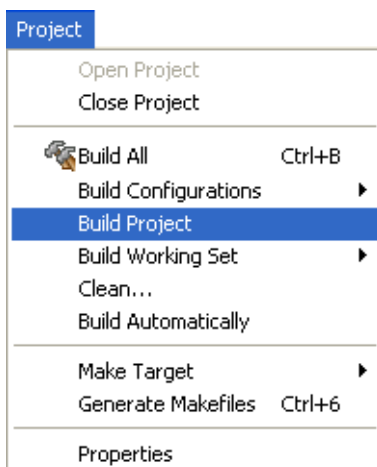 Project
Open Project
Close Project
Build All Ctrl+B
Build Configurations
Build Project
Build Working Set
Clean...
Build Automatically
Make Target
Generate Makefiles Ctrl+6
Properties